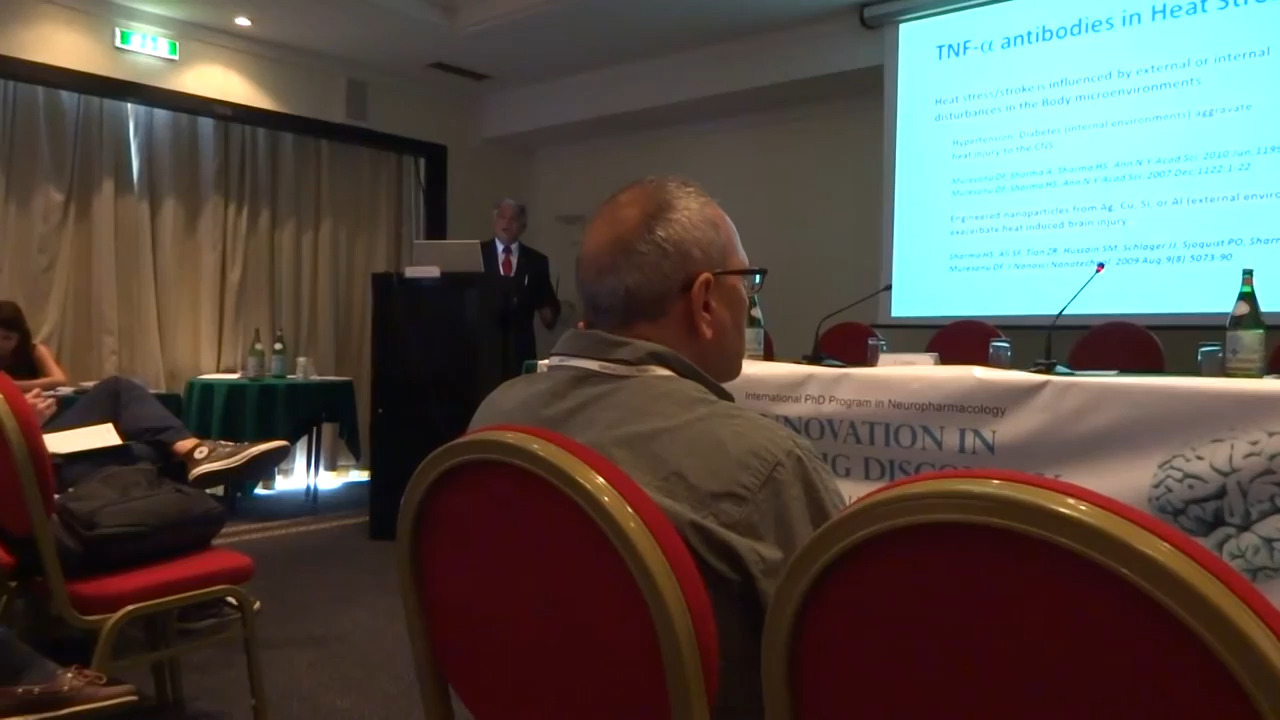 TNF-α antibodies in Heat Stre
Heat stress/stroke is influenced by external or internal
disturbances in the Body microenvironments
Hypertension, Diabetes (internal environments) aggravate
heat injury to the CNS
Muresanu DF, Sharma A, Sharma HS. Ann N Y Acad Sci. 2010 Jun 1199
Muresanu DF, Sharma HS. Ann N Y Acad Sci. 2007 Dec;1122:1-22
Engineered nanoparticles from Ag, Cu, Si, or Al (external enviro
exacerbate heat induced brain injury
Sharma HS, Ali SF, Tian ZR, Hussain SM, Schlager JJ, Sjoquist PO, Sharm
Muresanu DF. J Nanosci Nanotechnol. 2009 Aug 9(8) 5073-90
International PhD Program in Neuropharmacology
NNOVATION IN